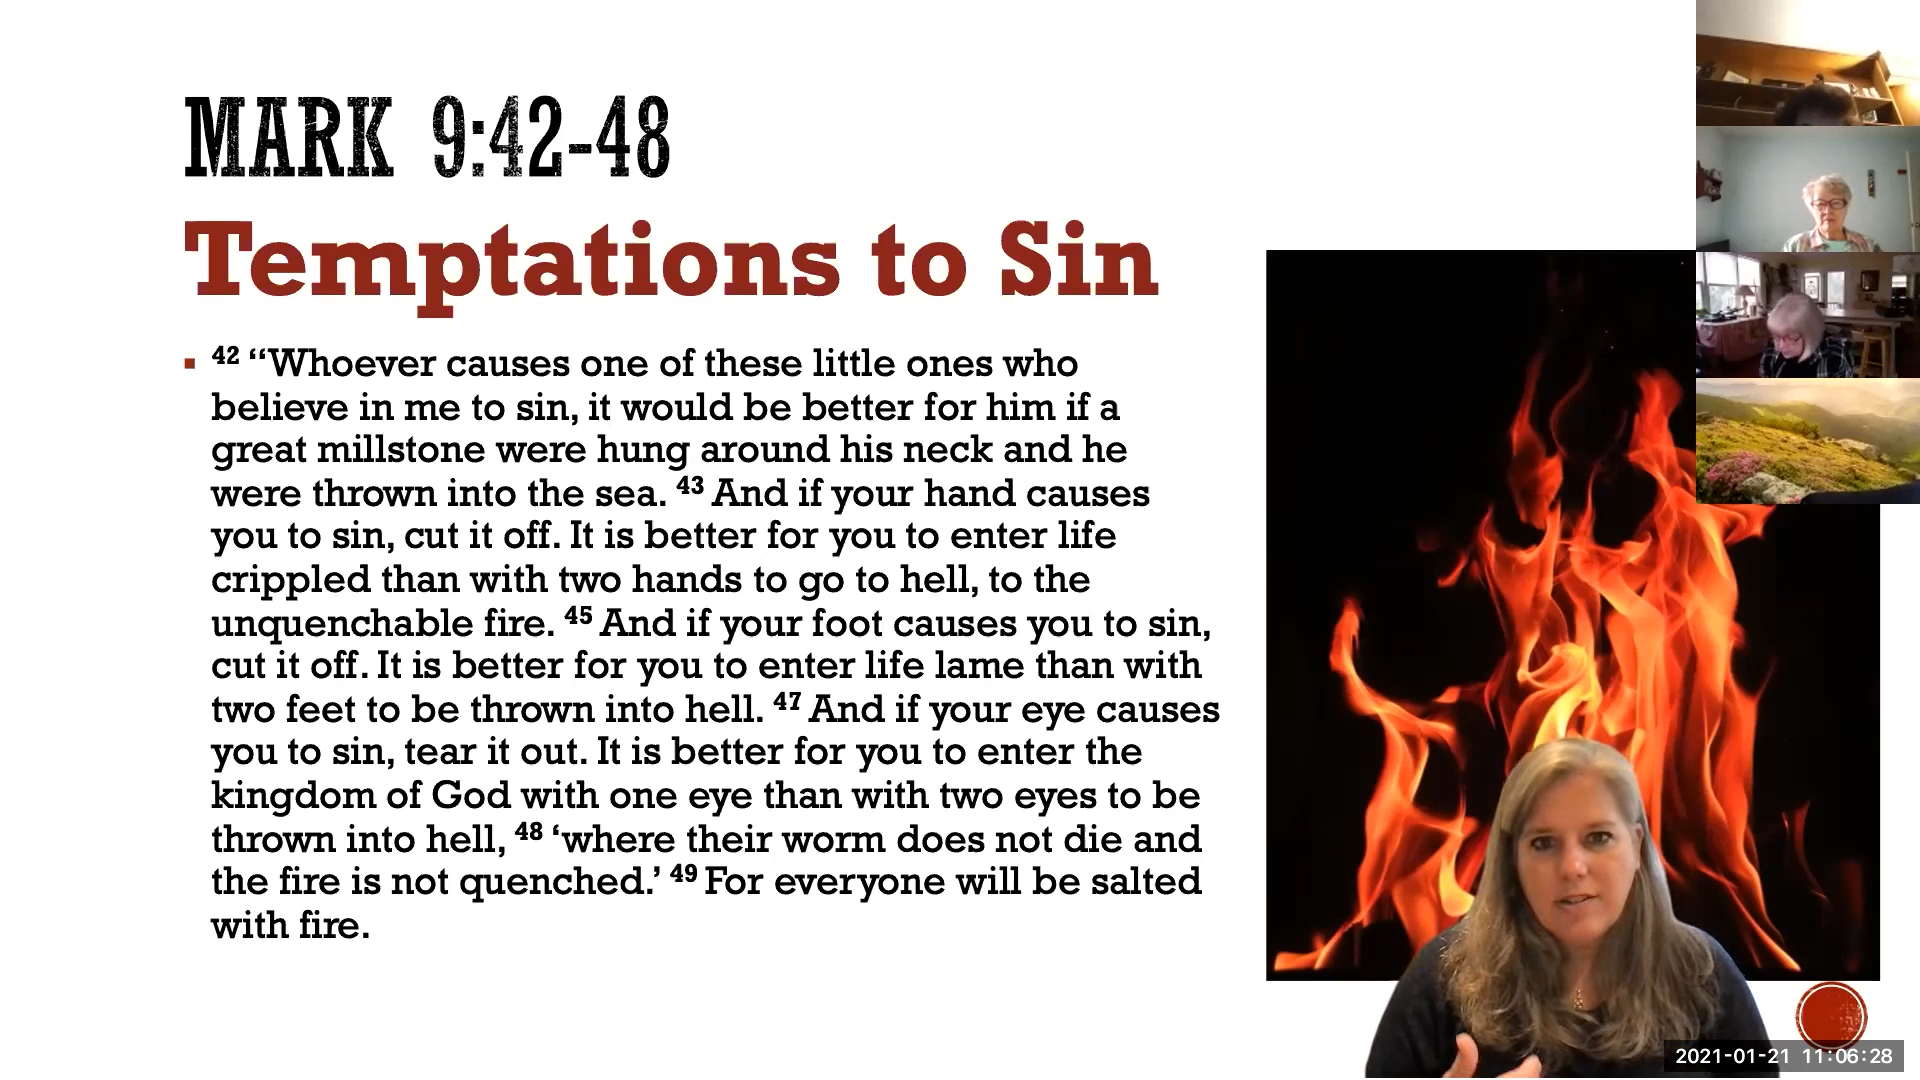 MARK 9:42-48
Temptations to Sin
▪ 42 “Whoever causes one of these little ones who
believe in me to sin, it would be better for him if a
great millstone were hung around his neck and he
were thrown into the sea. 43 And if your hand causes
you to sin, cut it off. It is better for you to enter life
crippled than with two hands to go to hell, to the
unquenchable fire. 45 And if your foot causes you to sin,
cut it off. It is better for you to enter life lame than with
two feet to be thrown into hell. 47 And if your eye causes
you to sin, tear it out. It is better for you to enter the
kingdom of God with one eye than with two eyes to be
thrown into hell, 48 ‘where their worm does not die and
the fire is not quenched.’ 49 For everyone will be salted
with fire.
2021-01-21 11:06:28